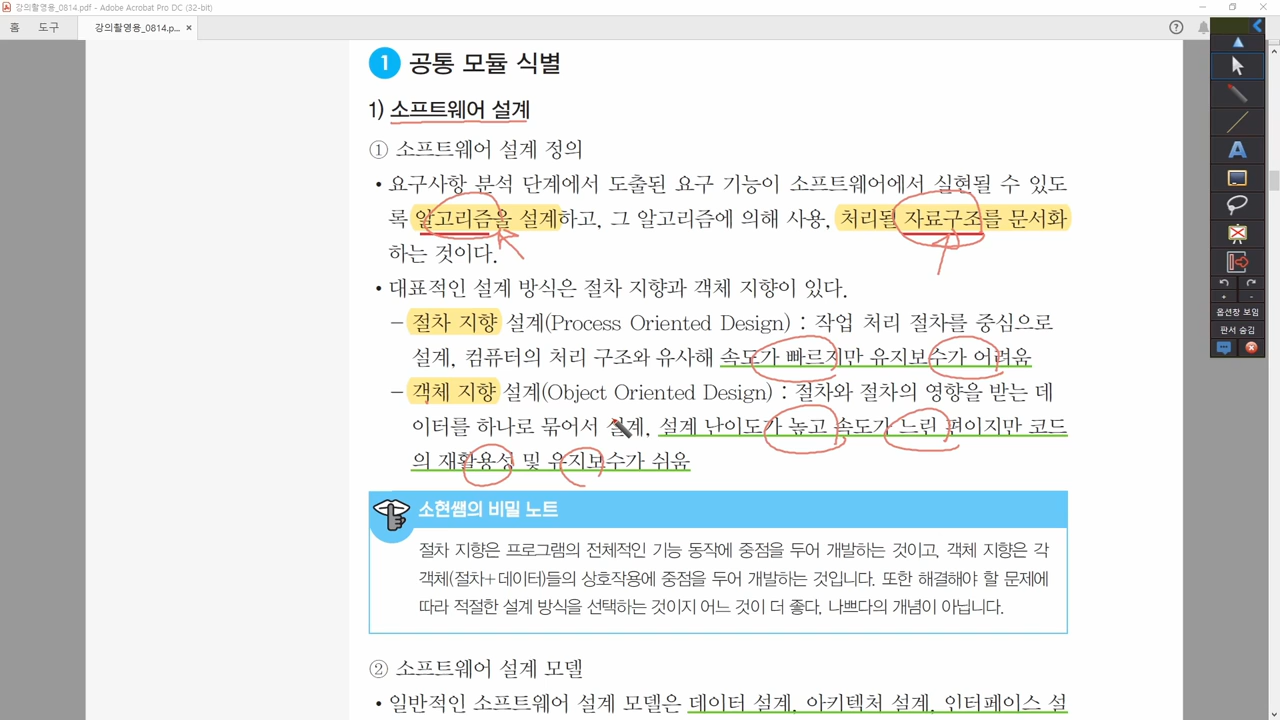 강의촬영용_0814.pdf - Adobe Acrobat Pro DC (32-bit)
홈 도구 강의촬영용_0814.p...
1 공통 모듈 식별
1) 소프트웨어 설계
① 소프트웨어 설계 정의
• 요구사항 분석 단계에서 도출된 요구 기능이 소프트웨어에서 실현될 수 있도
록 알고리즘을 설계하고, 그 알고리즘에 의해 사용, 처리될 자료구조를 문서화
하는 것이다.
• 대표적인 설계 방식은 절차 지향과 객체 지향이 있다.
– 절차 지향 설계(Process Oriented Design) : 작업 처리 절차를 중심으로
설계, 컴퓨터의 처리 구조와 유사해 속도가 빠르지만 유지보수가 어려움
– 객체 지향 설계(Object Oriented Design) : 절차와 절차의 영향을 받는 데
이터를 하나로 묶어서 설계, 설계 난이도가 높고 속도가 느린 편이지만 코드
의 재활용성 및 유지보수가 쉬움
소현쌤의 비밀 노트
절차 지향은 프로그램의 전체적인 기능 동작에 중점을 두어 개발하는 것이고, 객체 지향은 각
객체(절차+데이터)들의 상호작용에 중점을 두어 개발하는 것입니다. 또한 해결해야 할 문제에
따라 적절한 설계 방식을 선택하는 것이지 어느 것이 더 좋다, 나쁘다의 개념이 아닙니다.
② 소프트웨어 설계 모델
• 일반적인 소프트웨어 설계 모델은 데이터 설계, 아키텍처 설계, 인터페이스 설
A
옵션장 보임
판서 숨김